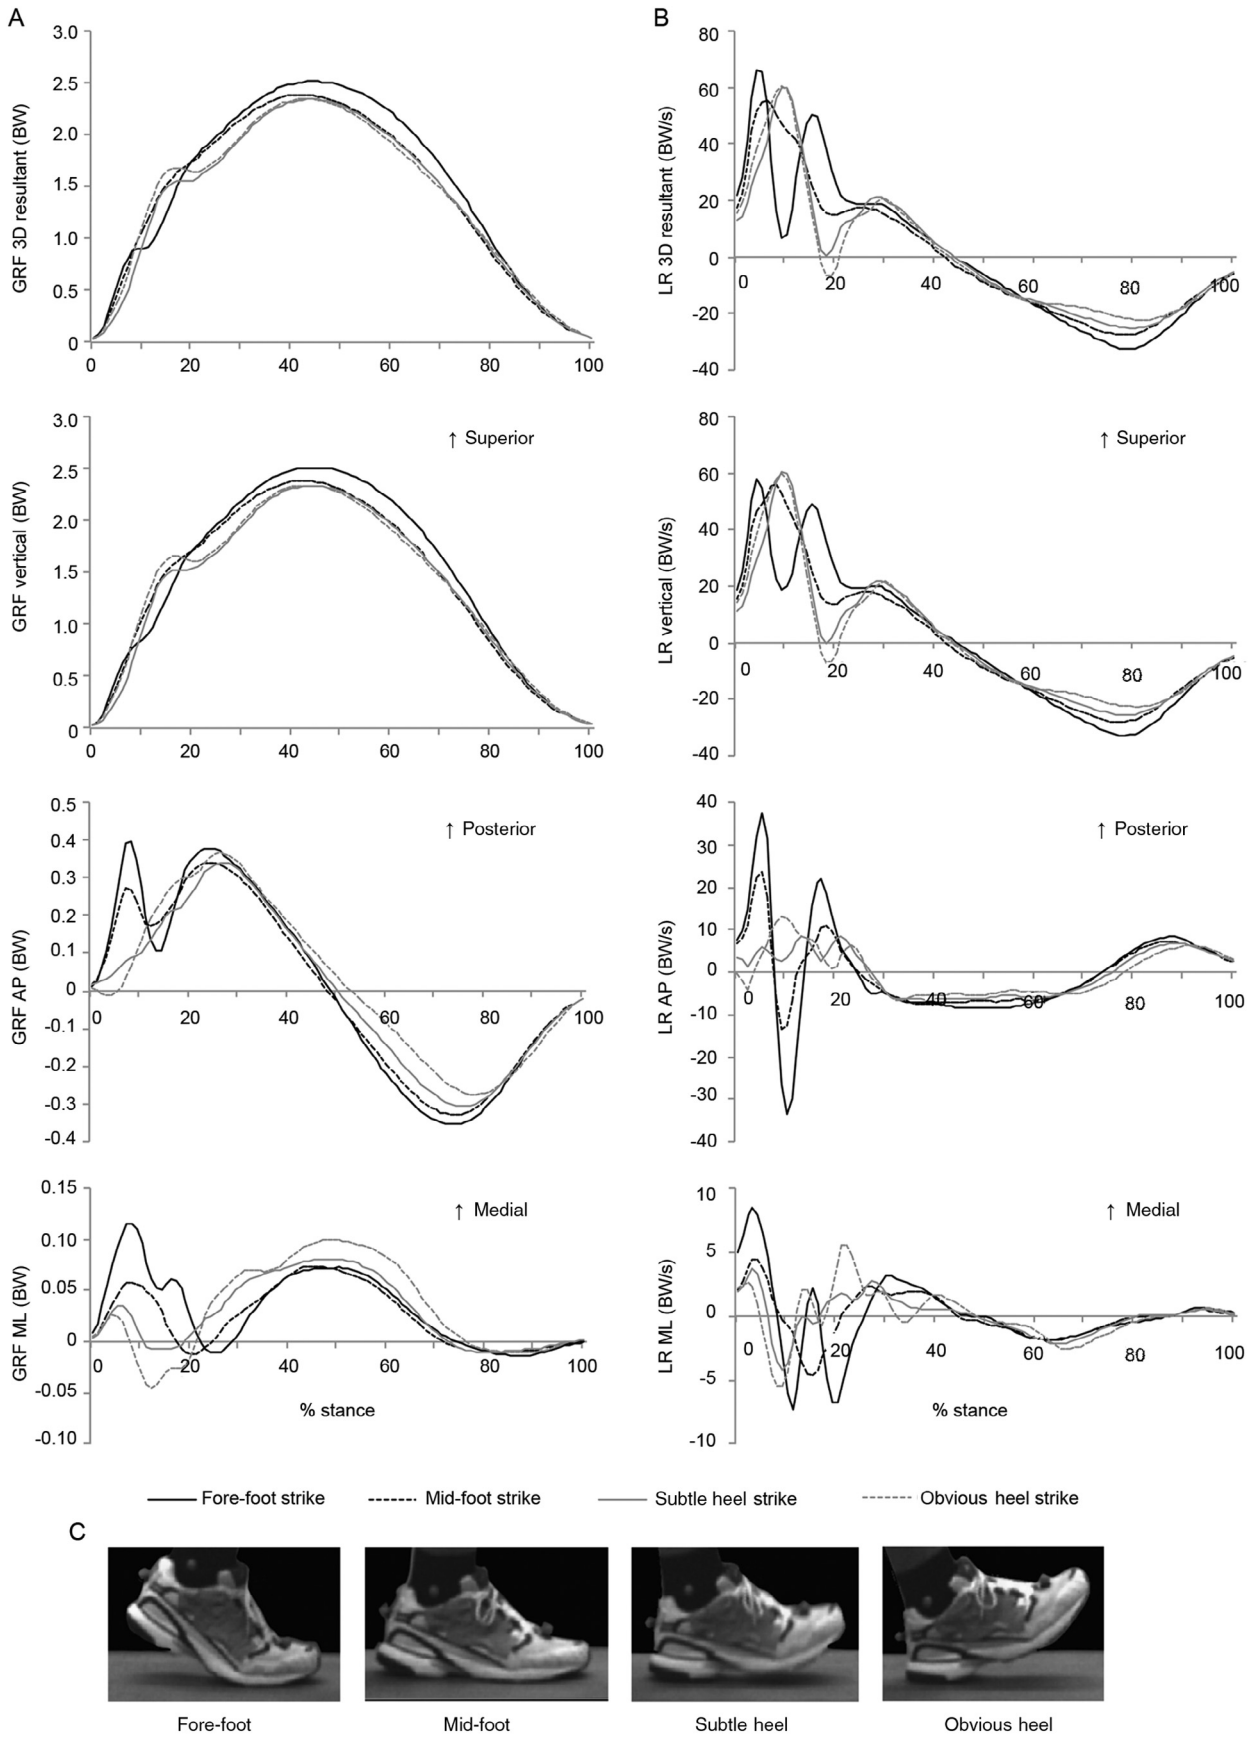 A
GRF 3D resultant (BW)
3.0
2.5
2.0
1.5
1.0
0.5
0
0 20 40 60 80 100
B
LR 3D resultant (BW/s)
80
60
40
20
0
-20
-40
0 20 40 60 80 100
GRF vertical (BW)
↑ Superior
3.0
2.5
2.0
1.5
1.0
0.5
0
0 20 40 60 80 100
LR vertical (BW/s)
↑ Superior
80
60
40
20
0
-20
-40
0 20 40 60 80 100
GRF AP (BW)
↑ Posterior
0.5
0.4
0.3
0.2
0.1
0
-0.1
-0.2
-0.3
-0.4
0 20 40 60 80 100
LR AP (BW/s)
↑ Posterior
40
30
20
10
0
-10
-20
-30
-40
0 20 40 60 80 100
GRF ML (BW)
↑ Medial
0.15
0.10
0.05
0
-0.05
-0.10
0 20 40 60 80 100
% stance
LR ML (BW/s)
↑ Medial
10
5
0
-5
-10
0 20 40 60 80 100
% stance
Fore-foot strike Mid-foot strike Subtle heel strike Obvious heel strike
C
Fore-foot Mid-foot Subtle heel Obvious heel